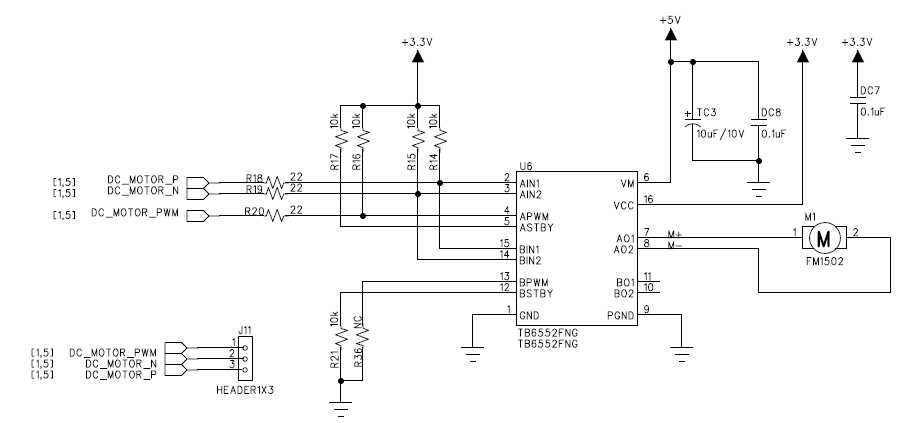 +5V
+3.3V
+3.3V
+3.3V
DC7
0.1uF
TC3
+
10uF/10V
DC8
0.1uF
10k
10k
10k
10k
R17
R16
R15
R14
U6
[1,5] DC_MOTOR_P R18 22 2 AIN1 VM 6
[1,5] DC_MOTOR_N R19 22 3 AIN2
VCC 16
[1,5] DC_MOTOR_PWM R20 22 4 APWM
5 ASTBY
M1
AO1 7 M+ 1 M 2
15 BIN1 AO2 8 M-
14 BIN2
FM1502
13 BPWM BO1 11
12 BSTBY BO2 10
1 GND PGND 9
TB6552FNG
TB6552FNG
10k
NC
R21
R36
J11
[1,5] DC_MOTOR_PWM 1
[1,5] DC_MOTOR_N 2
[1,5] DC_MOTOR_P 3
HEADER1X3